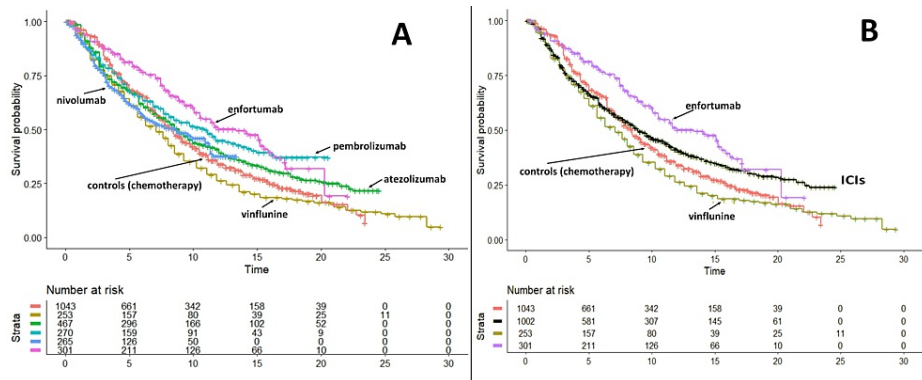 A
1.00
0.75
0.50
0.25
0.00
Survival probability
nivolumab
enfortumab
pembrolizumab
atezolizumab
controls (chemotherapy)
vinflunine
0 5 10 15 20 25 30
Time
Number at risk
Strata
1043 661 342 158 39 0 0
253 157 80 39 25 11 0
467 296 166 102 52 0 0
270 159 91 43 9 0 0
265 126 50 0 0 0 0
301 211 126 66 10 0 0
0 5 10 15 20 25 30
B
1.00
0.75
0.50
0.25
0.00
Survival probability
enfortumab
controls (chemotherapy)
ICIs
vinflunine
0 5 10 15 20 25 30
Time
Number at risk
Strata
1043 661 342 158 39 0 0
1002 581 307 145 61 0 0
253 157 80 39 25 11 0
301 211 126 66 10 0 0
0 5 10 15 20 25 30